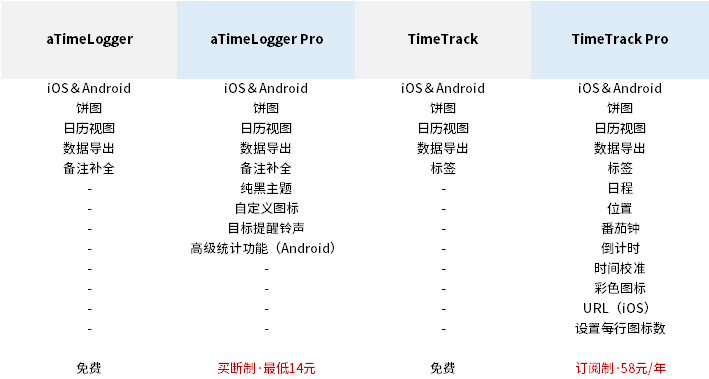 aTimeLogger aTimeLogger Pro TimeTrack TimeTrack Pro
iOS & Android iOS & Android iOS & Android iOS & Android
饼图 饼图 饼图 饼图
日历视图 日历视图 日历视图 日历视图
数据导出 数据导出 数据导出 数据导出
备注补全 备注补全 标签 标签
- 纯黑主题 - 日程
- 自定义图标 - 位置
- 目标提醒铃声 - 番茄钟
- 高级统计功能（Android） - 倒计时
- - - 时间校准
- - - 彩色图标
- - - URL（iOS）
- - - 设置每行图标数
免费 买断制·最低14元 免费 订阅制·58元/年